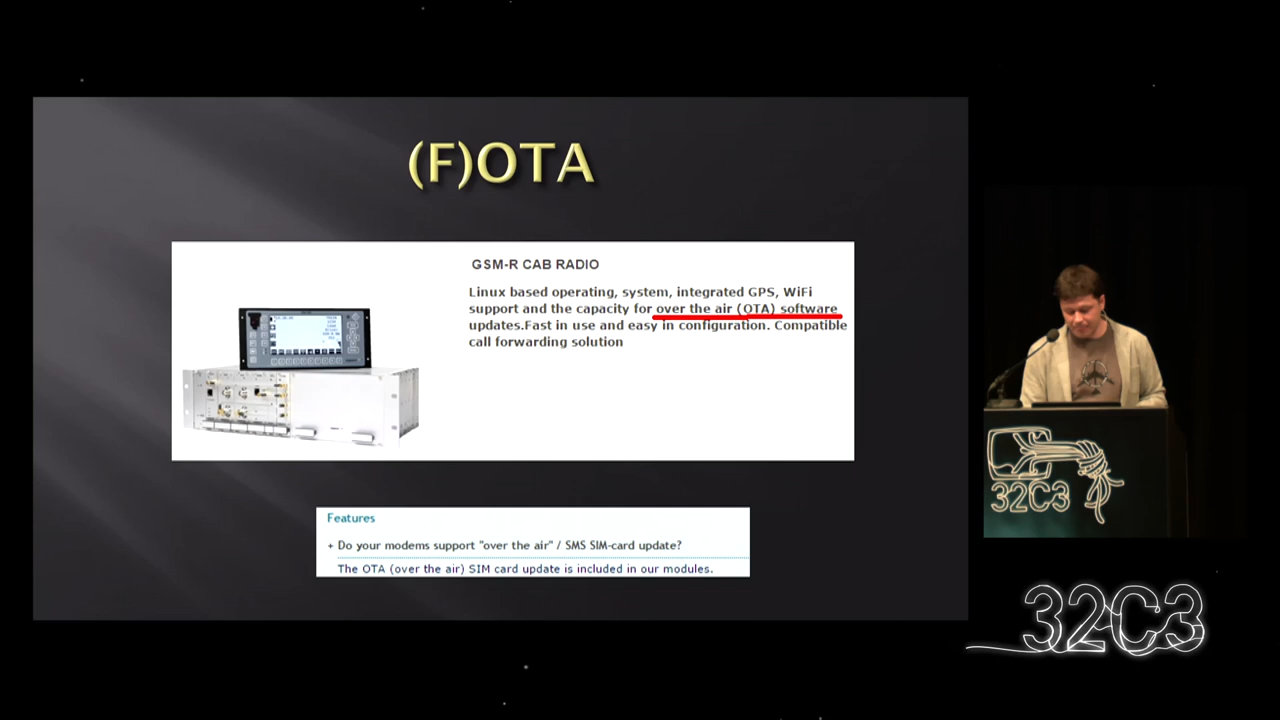 (F)OTA
GSM-R CAB RADIO
Linux based operating, system, integrated GPS, WiFi
support and the capacity for over the air (OTA) software
updates.Fast in use and easy in configuration. Compatible
call forwarding solution
Features
+ Do your modems support "over the air" / SMS SIM-card update?
The OTA (over the air) SIM card update is included in our modules.
32C3
32C3